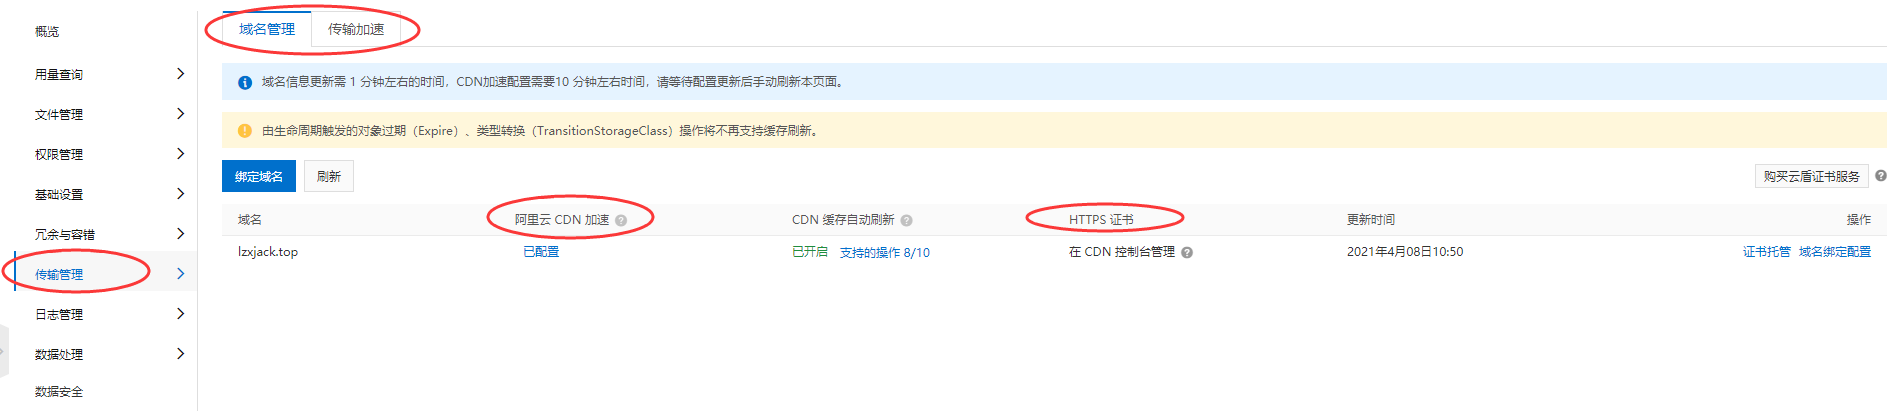 概览
用量查询
文件管理
权限管理
基础设置
冗余与容错
传输管理
日志管理
数据处理
数据安全
域名管理 传输加速
域名信息更新需 1 分钟左右的时间，CDN加速配置需要10 分钟左右时间，请等待配置更新后手动刷新本页面。
由生命周期触发的对象过期（Expire）、类型转换（TransitionStorageClass）操作将不再支持缓存刷新。
绑定域名 刷新 购买云盾证书服务
域名 阿里云 CDN 加速 CDN 缓存自动刷新 HTTPS 证书 更新时间 操作
lzxjack.top 已配置 已开启 支持的操作 8/10 在 CDN 控制台管理 2021年4月08日10:50 证书托管 域名绑定配置